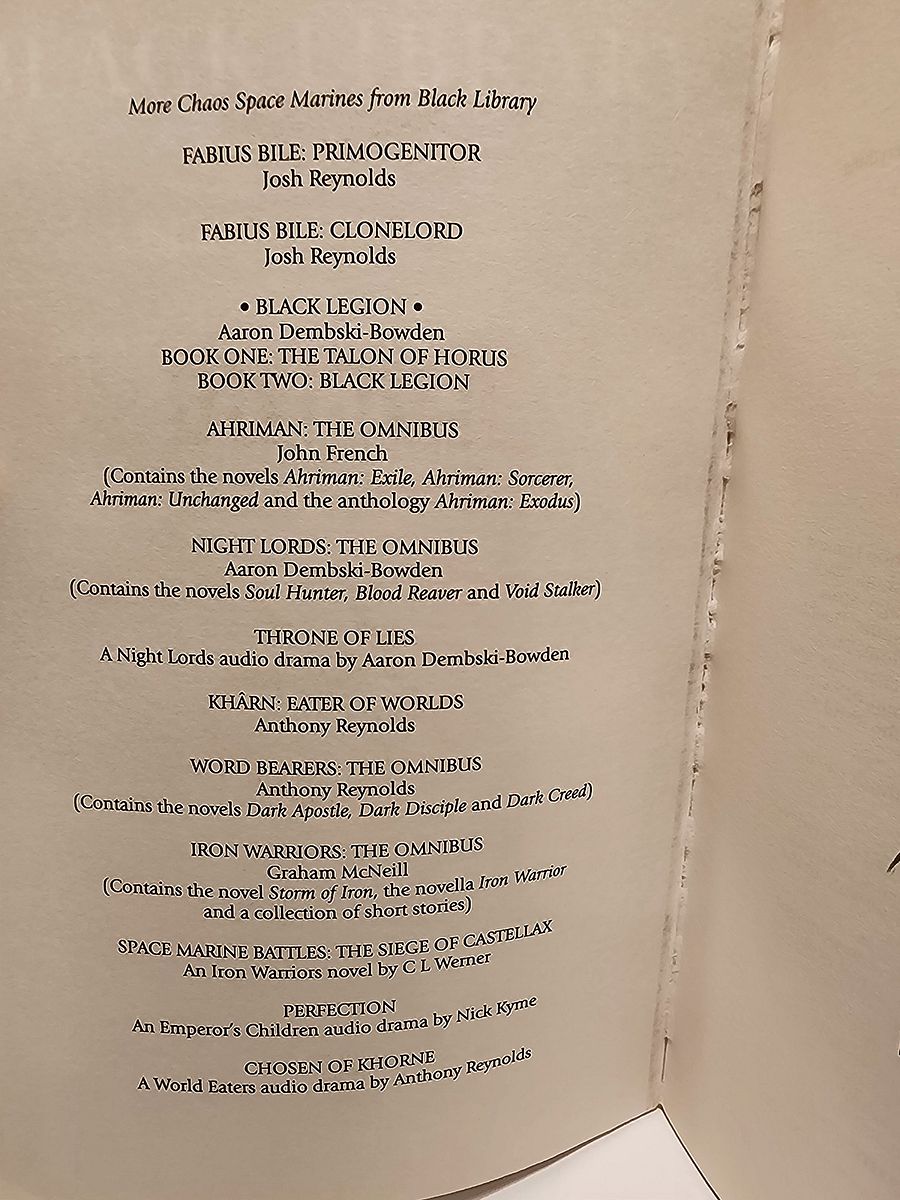 More Chaos Space Marines from Black Library
FABIUS BILE: PRIMOGENITOR
Josh Reynolds
FABIUS BILE: CLONELORD
Josh Reynolds
• BLACK LEGION •
Aaron Dembski-Bowden
BOOK ONE: THE TALON OF HORUS
BOOK TWO: BLACK LEGION
AHRIMAN: THE OMNIBUS
John French
(Contains the novels Ahriman: Exile, Ahriman: Sorcerer,
Ahriman: Unchanged and the anthology Ahriman: Exodus)
NIGHT LORDS: THE OMNIBUS
Aaron Dembski-Bowden
(Contains the novels Soul Hunter, Blood Reaver and Void Stalker)
THRONE OF LIES
A Night Lords audio drama by Aaron Dembski-Bowden
KHÂRN: EATER OF WORLDS
Anthony Reynolds
WORD BEARERS: THE OMNIBUS
Anthony Reynolds
(Contains the novels Dark Apostle, Dark Disciple and Dark Creed)
IRON WARRIORS: THE OMNIBUS
Graham McNeill
(Contains the novel Storm of Iron, the novella Iron Warrior
and a collection of short stories)
SPACE MARINE BATTLES: THE SIEGE OF CASTELLAX
An Iron Warriors novel by C L Werner
PERFECTION
An Emperor's Children audio drama by Nick Kyme
CHOSEN OF KHORNE
A World Eaters audio drama by Anthony Reynolds